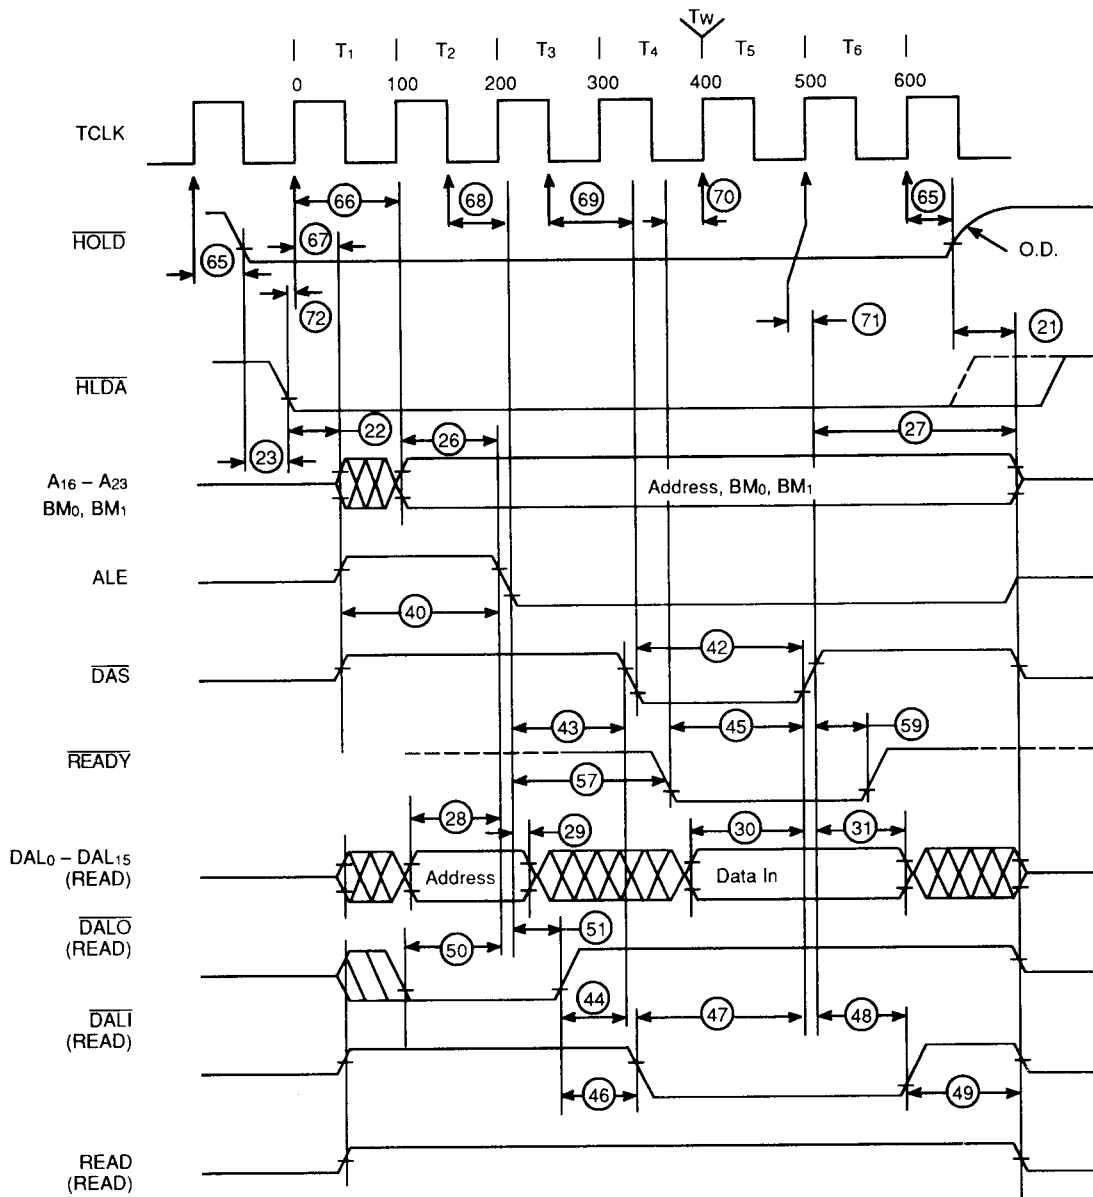 Tw
T1 T2 T3 T4 T5 T6
0 100 200 300 400 500 600
TCLK
66 68 69 70 65
HOLD
67
O.D.
65
72 71 21
HLDA
22 26 27
23
A16 – A23
BM0, BM1
Address, BM0, BM1
ALE
40
42
DAS
43 45 59
READY
57
28 29 30 31
DAL0 – DAL15
(READ)
Address
Data In
DALO
(READ)
51
50
44 47 48
DALI
(READ)
46 49
READ
(READ)